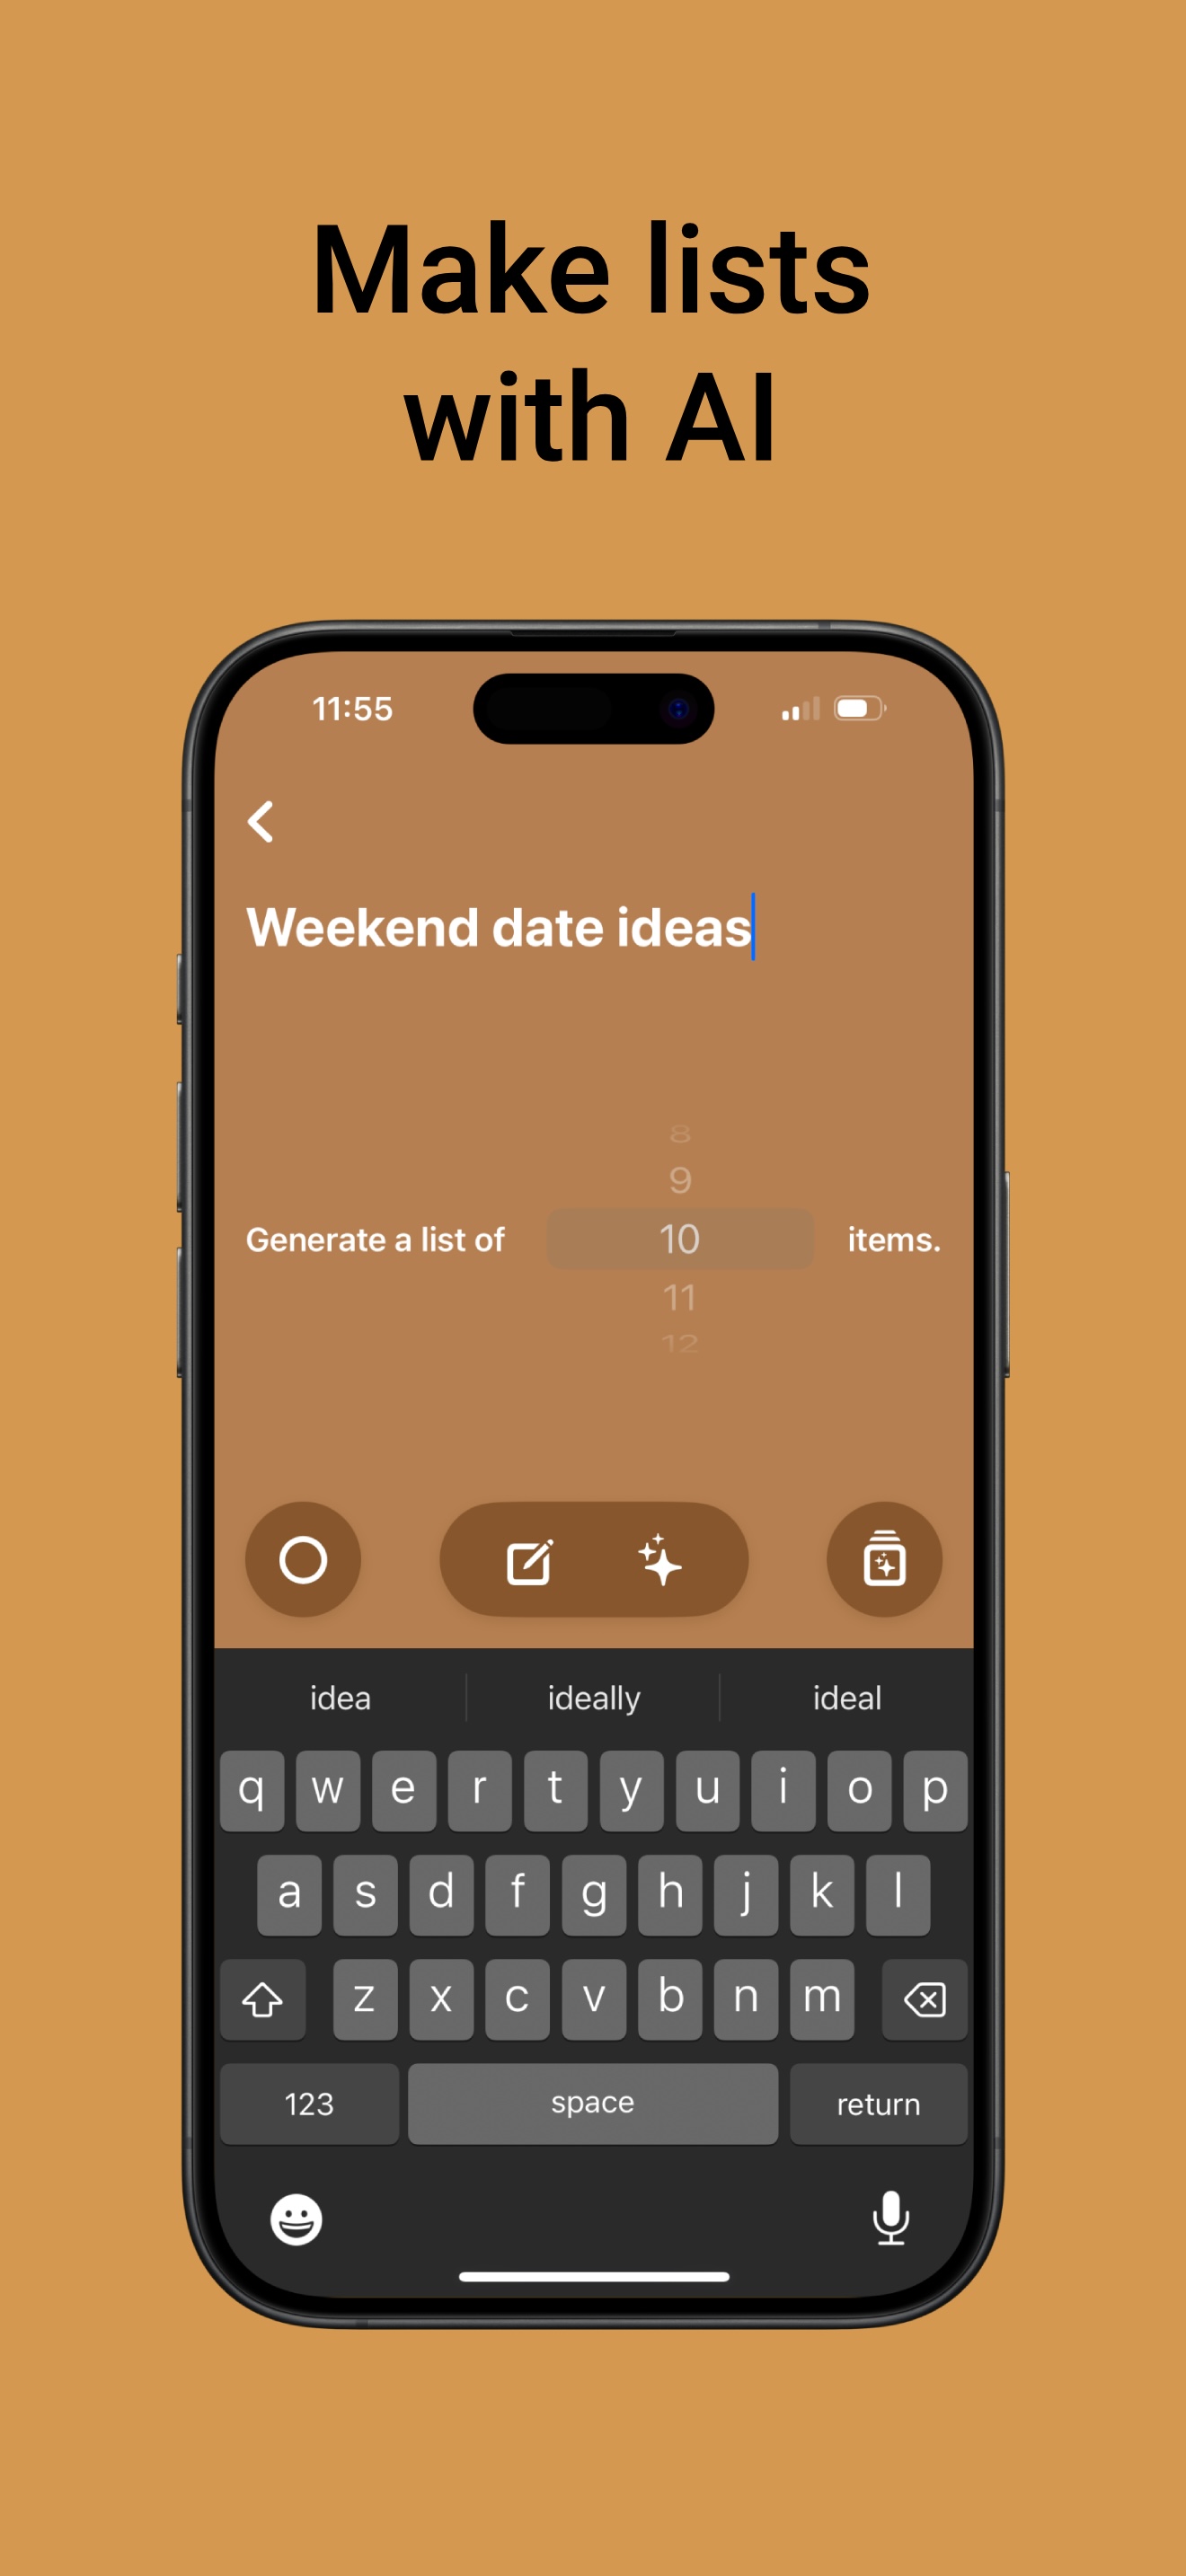 Make lists
with AI
11:55
Weekend date ideas
8
9
Generate a list of 10 items.
11
12
idea ideally ideal
q w e r t y u i o p
a s d f g h j k l
z x c v b n m
123 space return